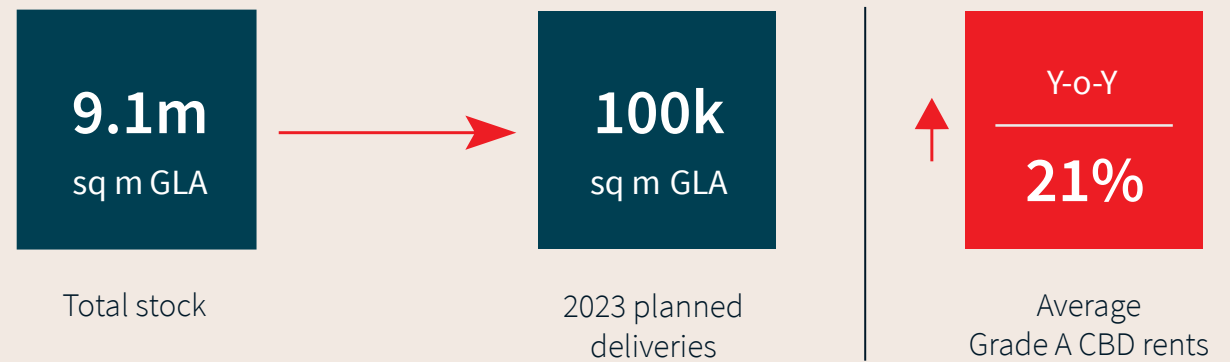 9.1m
sq m GLA
Total stock
100k
sq m GLA
2023 planned
deliveries
Y-o-Y
21%
Average
Grade A CBD rents